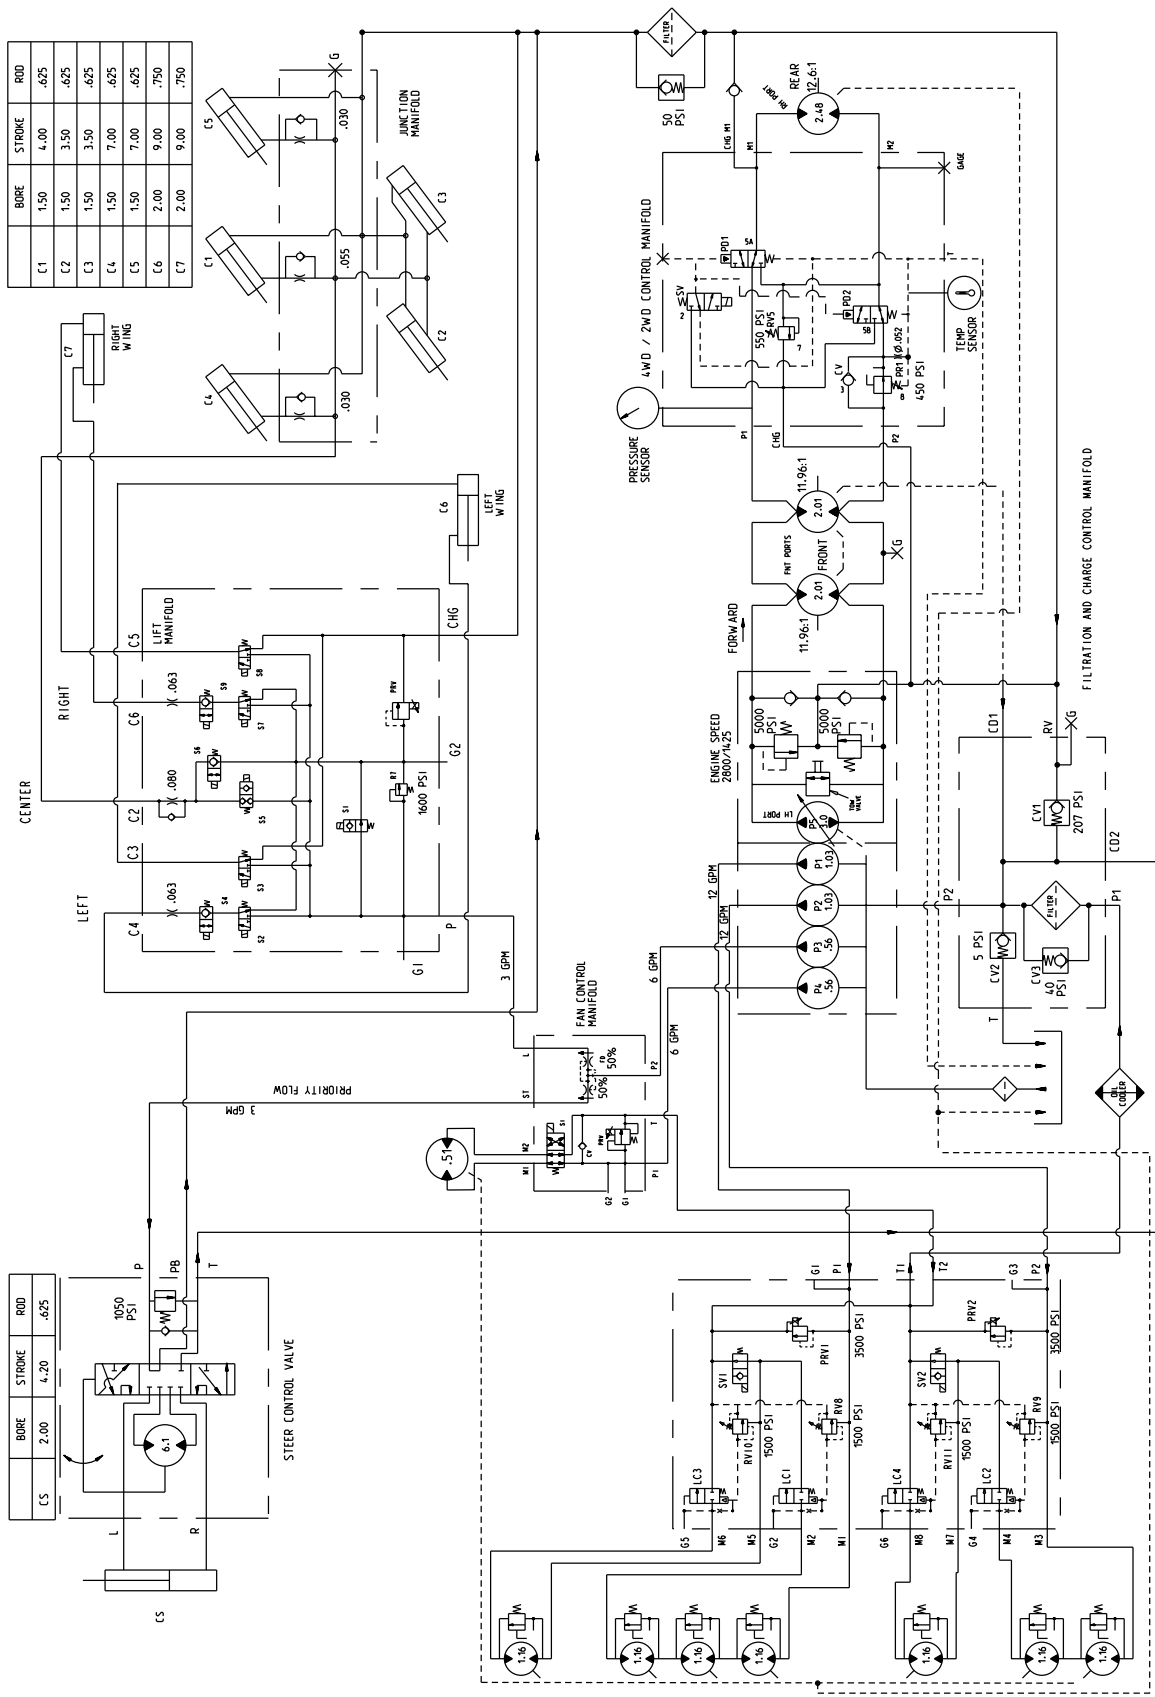 BORE STROKE ROD
C1 1.50 4.00 .625
C2 1.50 3.50 .625
C3 1.50 3.50 .625
C4 1.50 7.00 .625
C5 1.50 7.00 .625
C6 2.00 9.00 .750
C7 2.00 9.00 .750
BORE STROKE ROD
CS 2.00 4.20 .625
CS
L
R
6.1
STEER CONTROL VALVE
1050
PSI
P
PB
T
3 GPM
PRIORITY FLOW
LEFT
CENTER
RIGHT
C4
C3
C2
C6
C5
.063
.080
.063
LIFT
MANIFOLD
S4
S2
S3
S5
S6
S9
S7
S8
S1
R7
1600 PSI
PRV
G1
P
G2
CHG
C7
RIGHT
WING
C6
LEFT
WING
C4
C1
C5
C2
C3
.030
.055
.030
G
JUNCTION
MANIFOLD
3 GPM
.51
M1
M2
ST
L
S1
CV
PRV
G2
G1
P1
T
P2
50%
FD
50%
FAN CONTROL
MANIFOLD
6 GPM
6 GPM
12 GPM
12 GPM
ENGINE SPEED
2800/1425
P4
.56
P3
.56
P2
1.03
P1
1.03
P5
3.0
LH PORT
TOW
VALVE
5000
PSI
5000
PSI
FORWARD
11.96:1
2.01
FRONT
FNT PORTS
2.01
11.96:1
G
PRESSURE
SENSOR
4WD / 2WD CONTROL MANIFOLD
P1
CHG
P2
SV
2
550 PSI
RV5
7
CV
3
PR1
8
450 PSI
Ø.052
PD1
5A
PD2
5B
TEMP
SENSOR
T
GAGE
CHG M1
M1
M2
RH PORT
2.48
REAR
12.6:1
50
PSI
FILTER
FILTRATION AND CHARGE CONTROL MANIFOLD
CD1
RV
G
CV1
207 PSI
CD2
P2
P1
T
5 PSI
CV2
CV3
40
PSI
FILTER
OIL
COOLER
G1
P1
T1
T2
G3
P2
PRV1
3500 PSI
PRV2
3500 PSI
SV1
SV2
RV10
1500 PSI
RV8
1500 PSI
RV11
1500 PSI
RV9
1500 PSI
LC3
LC1
LC4
LC2
G5
M6
M5
G2
M2
M1
G6
M8
M7
G4
M4
M3
1.16
1.16
1.16
1.16
1.16
1.16
1.16